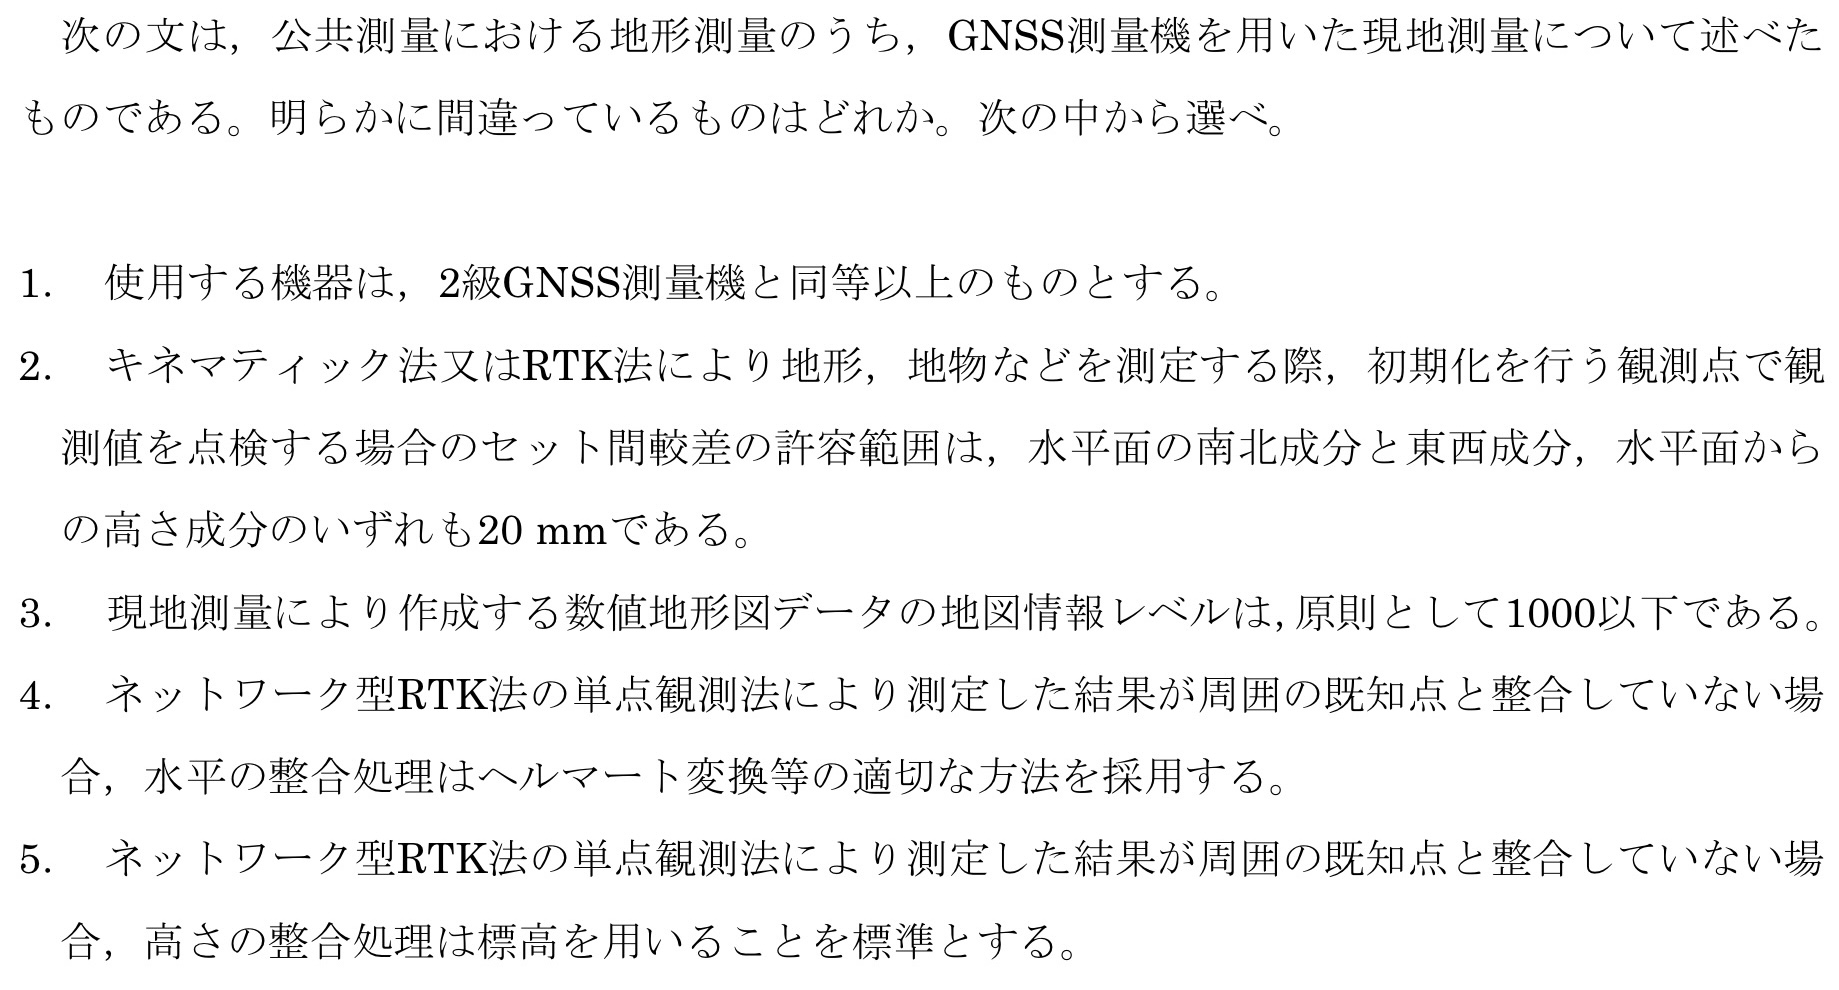 次の文は，公共測量における地形測量のうち，GNSS測量機を用いた現地測量について述べた
ものである。明らかに間違っているものはどれか。次の中から選べ。
1. 使用する機器は，2級GNSS測量機と同等以上のものとする。
2. キネマティック法又はRTK法により地形，地物などを測定する際，初期化を行う観測点で観
測値を点検する場合のセット間較差の許容範囲は，水平面の南北成分と東西成分，水平面から
の高さ成分のいずれも20 mmである。
3. 現地測量により作成する数値地形図データの地図情報レベルは，原則として1000以下である。
4. ネットワーク型RTK法の単点観測法により測定した結果が周囲の既知点と整合していない場
合，水平の整合処理はヘルマート変換等の適切な方法を採用する。
5. ネットワーク型RTK法の単点観測法により測定した結果が周囲の既知点と整合していない場
合，高さの整合処理は標高を用いることを標準とする。